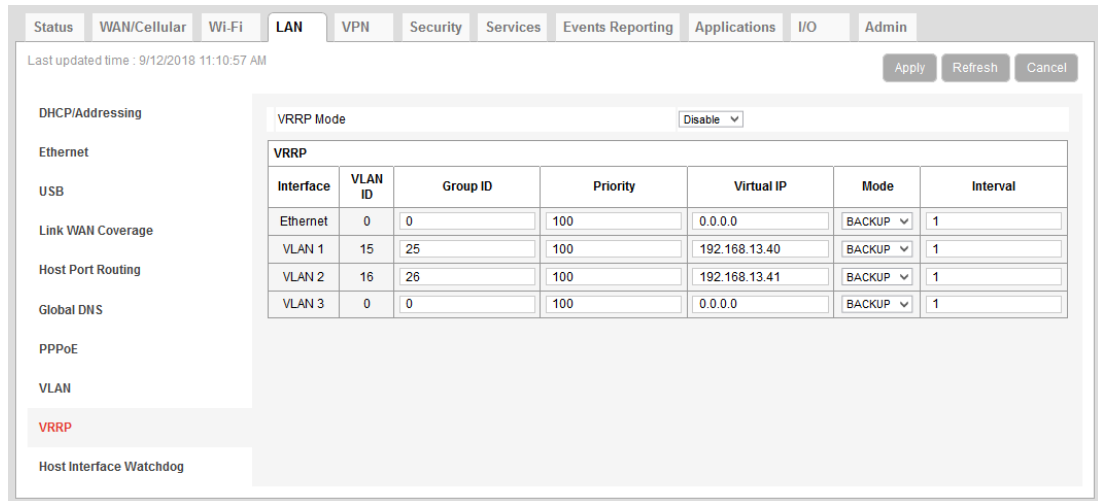 Status WAN/Cellular Wi-Fi LAN VPN Security Services Events Reporting Applications I/O Admin
Last updated time : 9/12/2018 11:10:57 AM
Apply Refresh Cancel
DHCP/Addressing
Ethernet
USB
Link WAN Coverage
Host Port Routing
Global DNS
PPPoE
VLAN
VRRP
Host Interface Watchdog
VRRP Mode Disable
VRRP
Interface VLAN ID Group ID Priority Virtual IP Mode Interval
Ethernet 0 0 100 0.0.0.0 BACKUP 1
VLAN 1 15 25 100 192.168.13.40 BACKUP 1
VLAN 2 16 26 100 192.168.13.41 BACKUP 1
VLAN 3 0 0 100 0.0.0.0 BACKUP 1